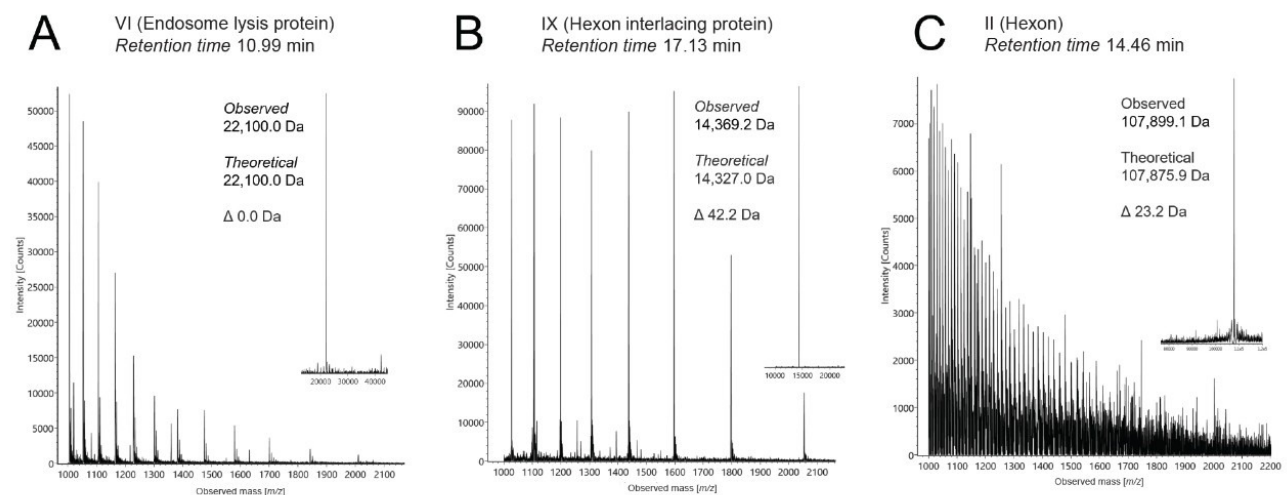 A
VI (Endosome lysis protein)
Retention time 10.99 min
Observed
22,100.0 Da
Theoretical
22,100.0 Da
Δ 0.0 Da
Intensity [Counts]
50000
45000
40000
35000
30000
25000
20000
15000
10000
5000
0
1000 1100 1200 1300 1400 1500 1600 1700 1800 1900 2000 2100
Observed mass [m/z]
20000 30000 40000
B
IX (Hexon interlacing protein)
Retention time 17.13 min
Observed
14,369.2 Da
Theoretical
14,327.0 Da
Δ 42.2 Da
Intensity [Counts]
90000
80000
70000
60000
50000
40000
30000
20000
10000
0
1000 1100 1200 1300 1400 1500 1600 1700 1800 1900 2000 2100
Observed mass [m/z]
10000 15000 20000
C
II (Hexon)
Retention time 14.46 min
Observed
107,899.1 Da
Theoretical
107,875.9 Da
Δ 23.2 Da
Intensity [Counts]
7000
6000
5000
4000
3000
2000
1000
0
1000 1100 1200 1300 1400 1500 1600 1700 1800 1900 2000 2100 2200
Observed mass [m/z]